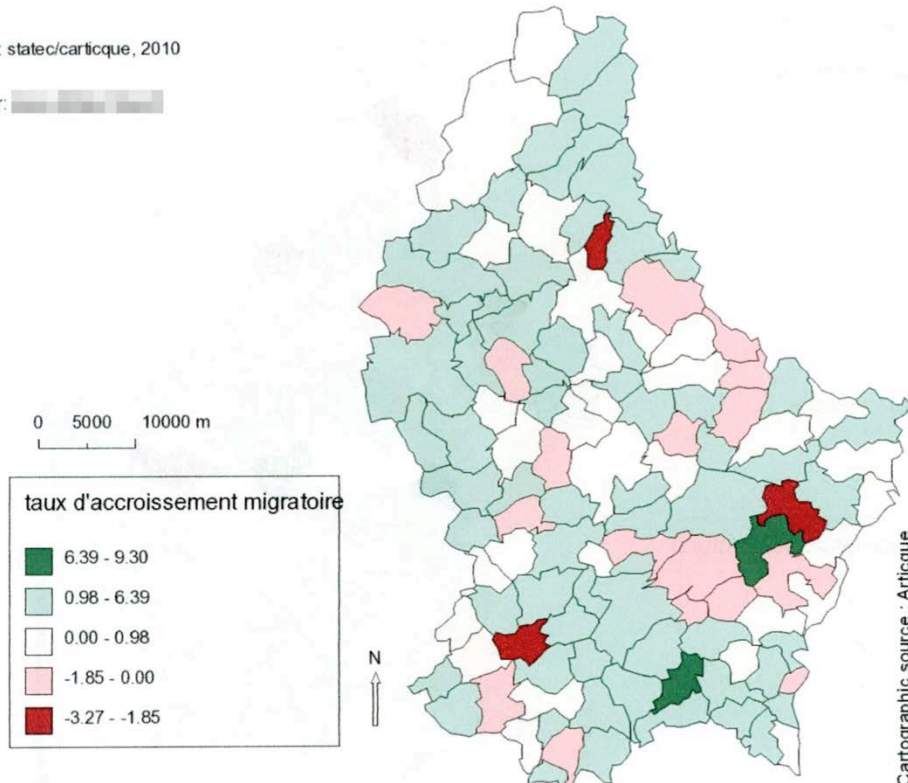 : statec/carticque, 2010
r:
0 5000 10000 m
taux d'accroissement migratoire
6.39 - 9.30
0.98 - 6.39
0.00 - 0.98
-1.85 - 0.00
-3.27 - -1.85
N
Cartographic source : Articque